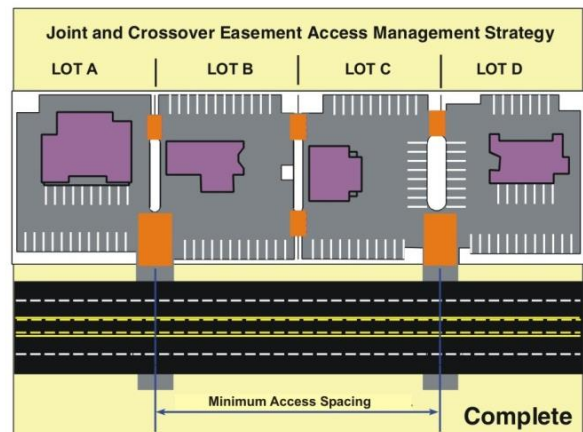 Joint and Crossover Easement Access Management Strategy
LOT A LOT B LOT C LOT D
Minimum Access Spacing
Complete